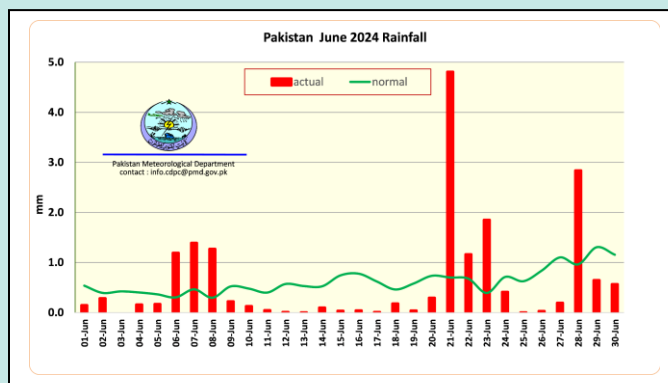 Pakistan June 2024 Rainfall
actual normal
Pakistan Meteorological Department
contact : info.cdpc@pmd.gov.pk
mm
5.0
4.0
3.0
2.0
1.0
0.0
01-Jun
02-Jun
03-Jun
04-Jun
05-Jun
06-Jun
07-Jun
08-Jun
09-Jun
10-Jun
11-Jun
12-Jun
13-Jun
14-Jun
15-Jun
16-Jun
17-Jun
18-Jun
19-Jun
20-Jun
21-Jun
22-Jun
23-Jun
24-Jun
25-Jun
26-Jun
27-Jun
28-Jun
29-Jun
30-Jun